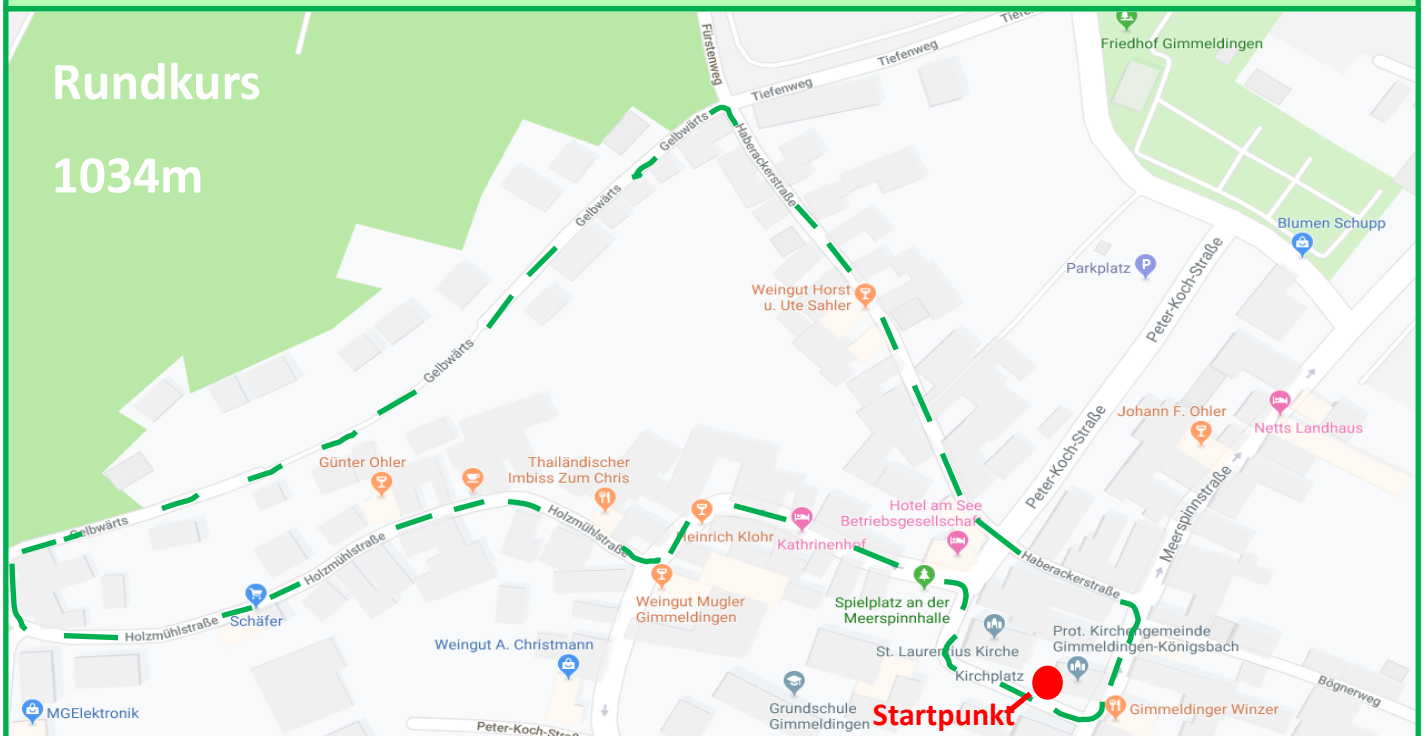 Rundkurs
1034m
Fürstenweg
Tiefenweg
Tiefenweg
Friedhof Gimmeldingen
Gelbwärts
Haberackerstraße
Gelbwärts
Blumen Schupp
Parkplatz
Peter-Koch-Straße
Weingut Horst
u. Ute Sahler
Gelbwärts
Johann F. Ohler
Netts Landhaus
Peter-Koch-Straße
Günter Ohler
Thailändischer
Imbiss Zum Chris
Meerspinnstraße
Hotel am See
Betriebsgesellschaf
Gelbwärts
Holzmühlstraße
Heinrich Klohr
Kathrinenhof
Holzmühlstraße
Haberackerstraße
Weingut Mugler
Gimmeldingen
Spielplatz an der
Meerspinnhalle
Schäfer
Holzmühlstraße
Weingut A. Christmann
St. Laurentius Kirche
Prot. Kirchengemeinde
Gimmeldingen-Königsbach
Kirchplatz
Bögnerweg
MGElektronik
Grundschule
Gimmeldingen
Startpunkt
Gimmeldinger Winzer
Peter-Koch-Straß